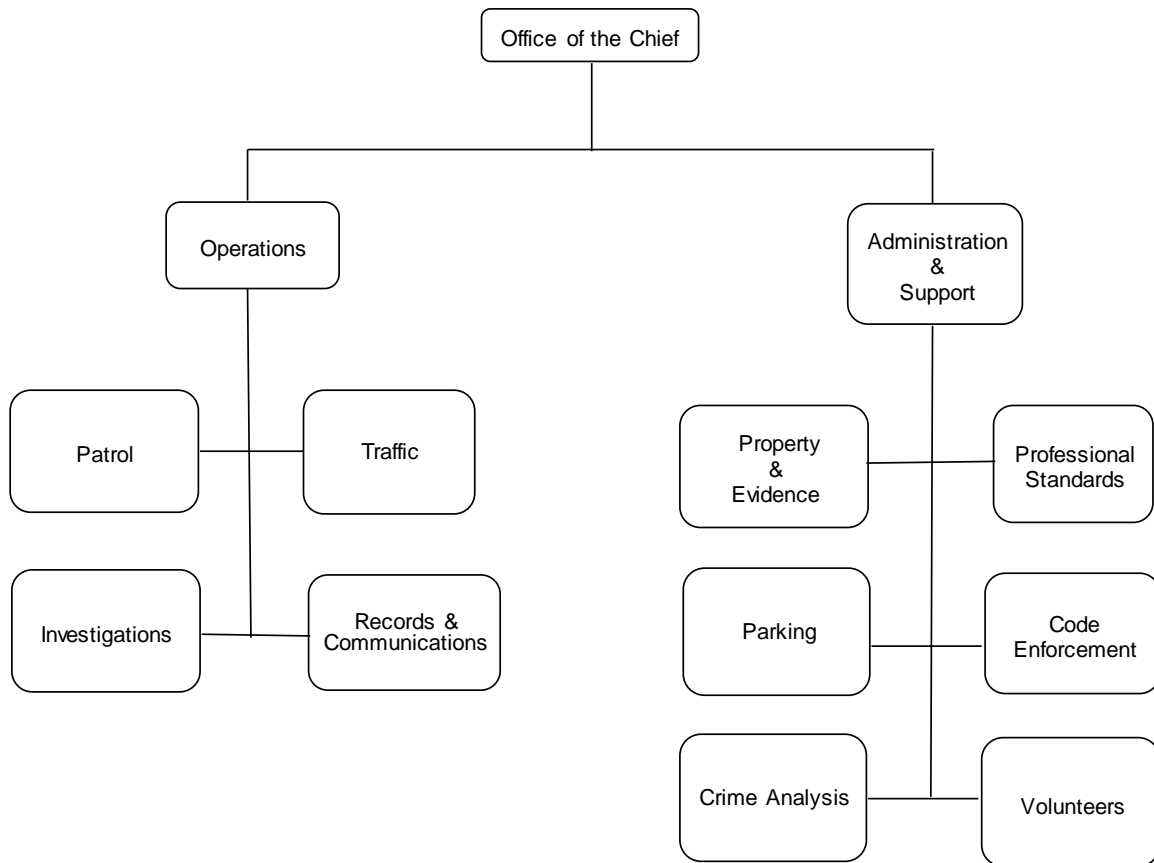 Office of the Chief
Operations
Administration
&
Support
Patrol
Traffic
Property
&
Evidence
Professional
Standards
Investigations
Records &
Communications
Parking
Code
Enforcement
Crime Analysis
Volunteers